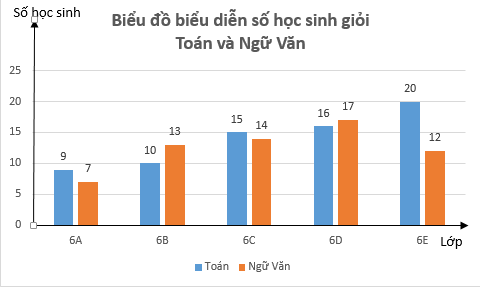 Số học sinh
Biểu đồ biểu diễn số học sinh giỏi
Toán và Ngữ Văn
25
20
15
10
5
0
9
7
10
13
15
14
16
17
20
12
6A
6B
6C
6D
6E
Lớp
Toán
Ngữ Văn